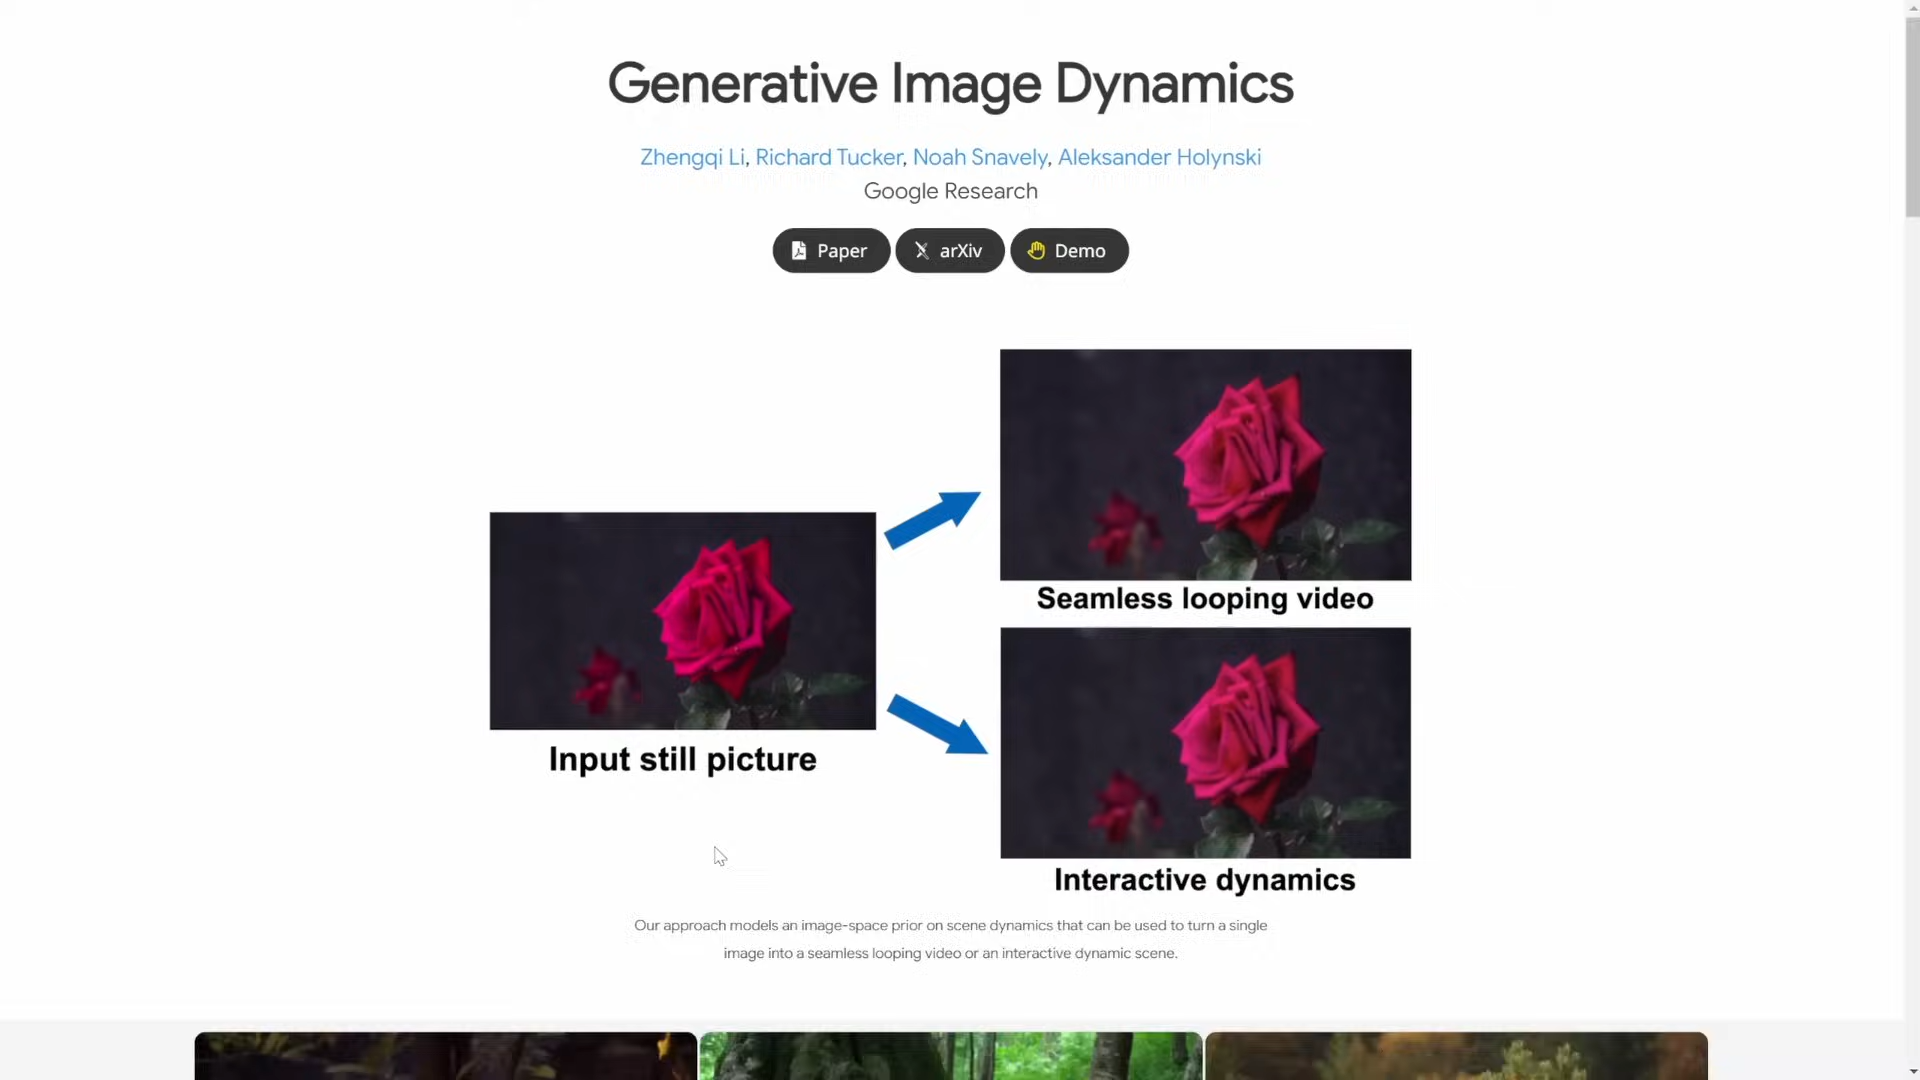 Generative Image Dynamics
Zhengqi Li, Richard Tucker, Noah Snavely, Aleksander Holynski
Google Research
Paper
arXiv
Demo
Seamless looping video
Input still picture
Interactive dynamics
Our approach models an image-space prior on scene dynamics that can be used to turn a single
image into a seamless looping video or an interactive dynamic scene.